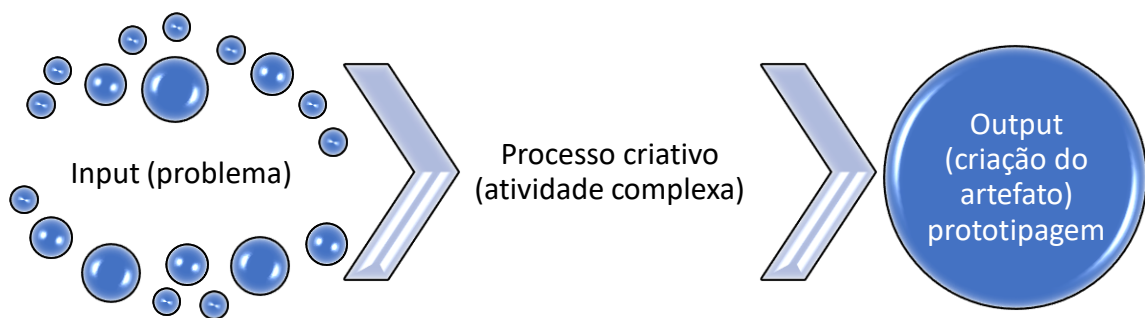 Input (problema)
Processo criativo
(atividade complexa)
Output
(criação do
artefato)
prototipagem